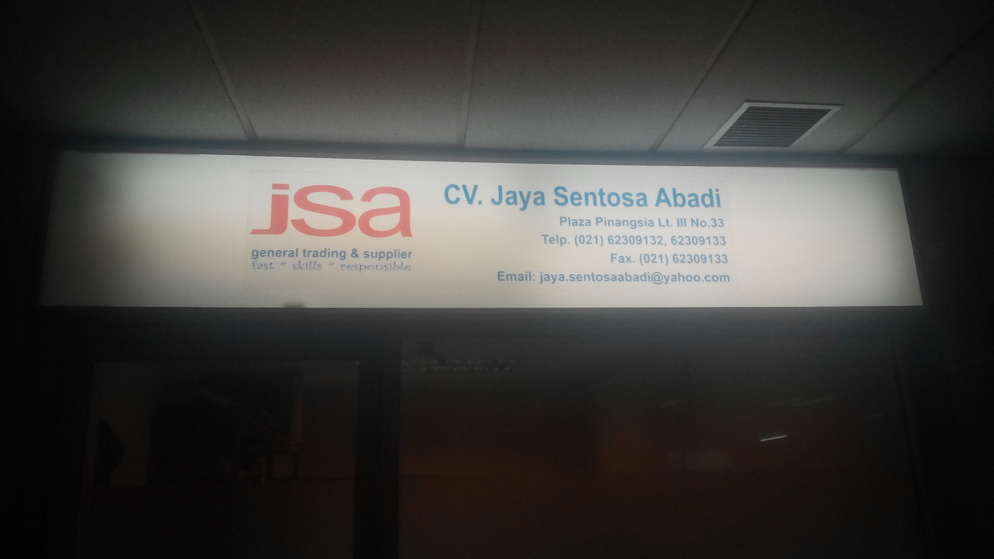 jsa
general trading & supplier
fast * skills * responsible
CV. Jaya Sentosa Abadi
Plaza Pinangsia Lt. III No.33
Telp. (021) 62309132, 62309133
Fax. (021) 62309133
Email: jaya.sentosaabadi@yahoo.com